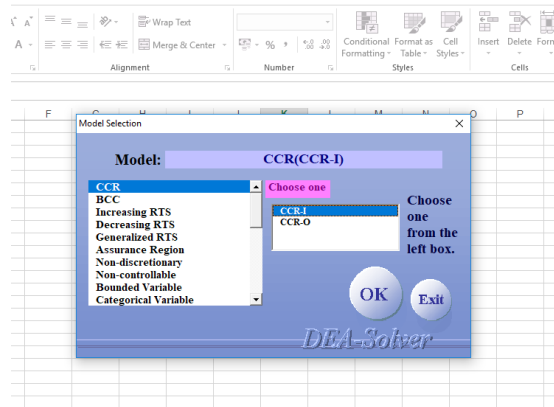 Wrap Text
A
Merge & Center
%
Conditional Formatting
Format as Table
Cell Styles
Insert
Delete
Form
Alignment
Number
Styles
Cells
F
K
O
P
Model Selection
Model:
CCR(CCR-I)
CCR
BCC
Increasing RTS
Decreasing RTS
Generalized RTS
Assurance Region
Non-discretionary
Non-controllable
Bounded Variable
Categorical Variable
Choose one
CCR-I
CCR-O
Choose
one
from the
left box.
OK
Exit
DEA-Solver